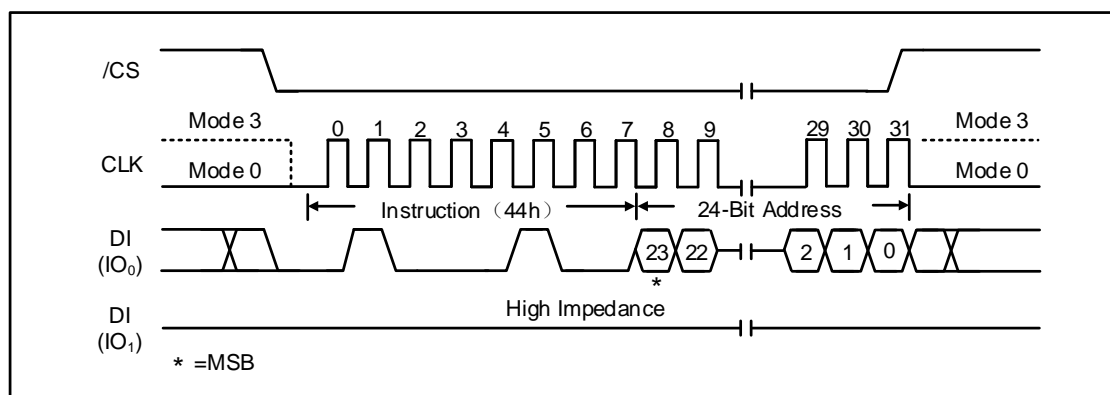 /CS
Mode 3
0 1 2 3 4 5 6 7 8 9 29 30 31
Mode 3
CLK
Mode 0
Mode 0
Instruction（44h）
24-Bit Address
DI
(IO₀)
23 22 2 1 0
*
High Impedance
DI
(IO₁)
* =MSB